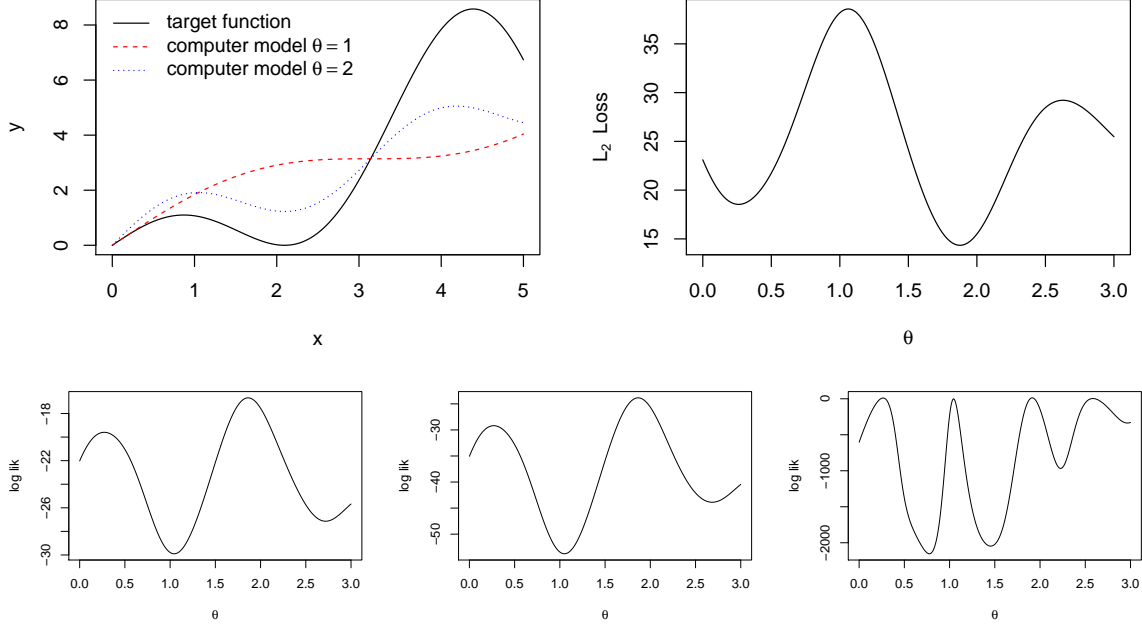 target function
computer model θ = 1
computer model θ = 2
y
0 2 4 6 8
0 1 2 3 4 5
x
L₂ Loss
15 20 25 30 35
0.0 0.5 1.0 1.5 2.0 2.5 3.0
θ
log lik
−30 −26 −22 −18
0.0 0.5 1.0 1.5 2.0 2.5 3.0
θ
log lik
−50 −40 −30
0.0 0.5 1.0 1.5 2.0 2.5 3.0
θ
log lik
−2000 −1000 0
0.0 0.5 1.0 1.5 2.0 2.5 3.0
θ